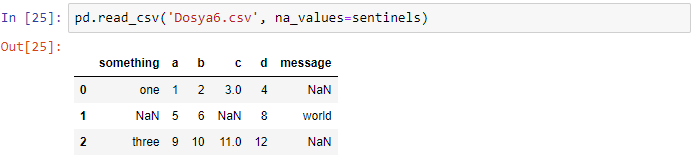 In [25]: pd.read_csv('Dosya6.csv', na_values=sentinels)
Out[25]:
something a b c d message
0 one 1 2 3.0 4 NaN
1 NaN 5 6 NaN 8 world
2 three 9 10 11.0 12 NaN